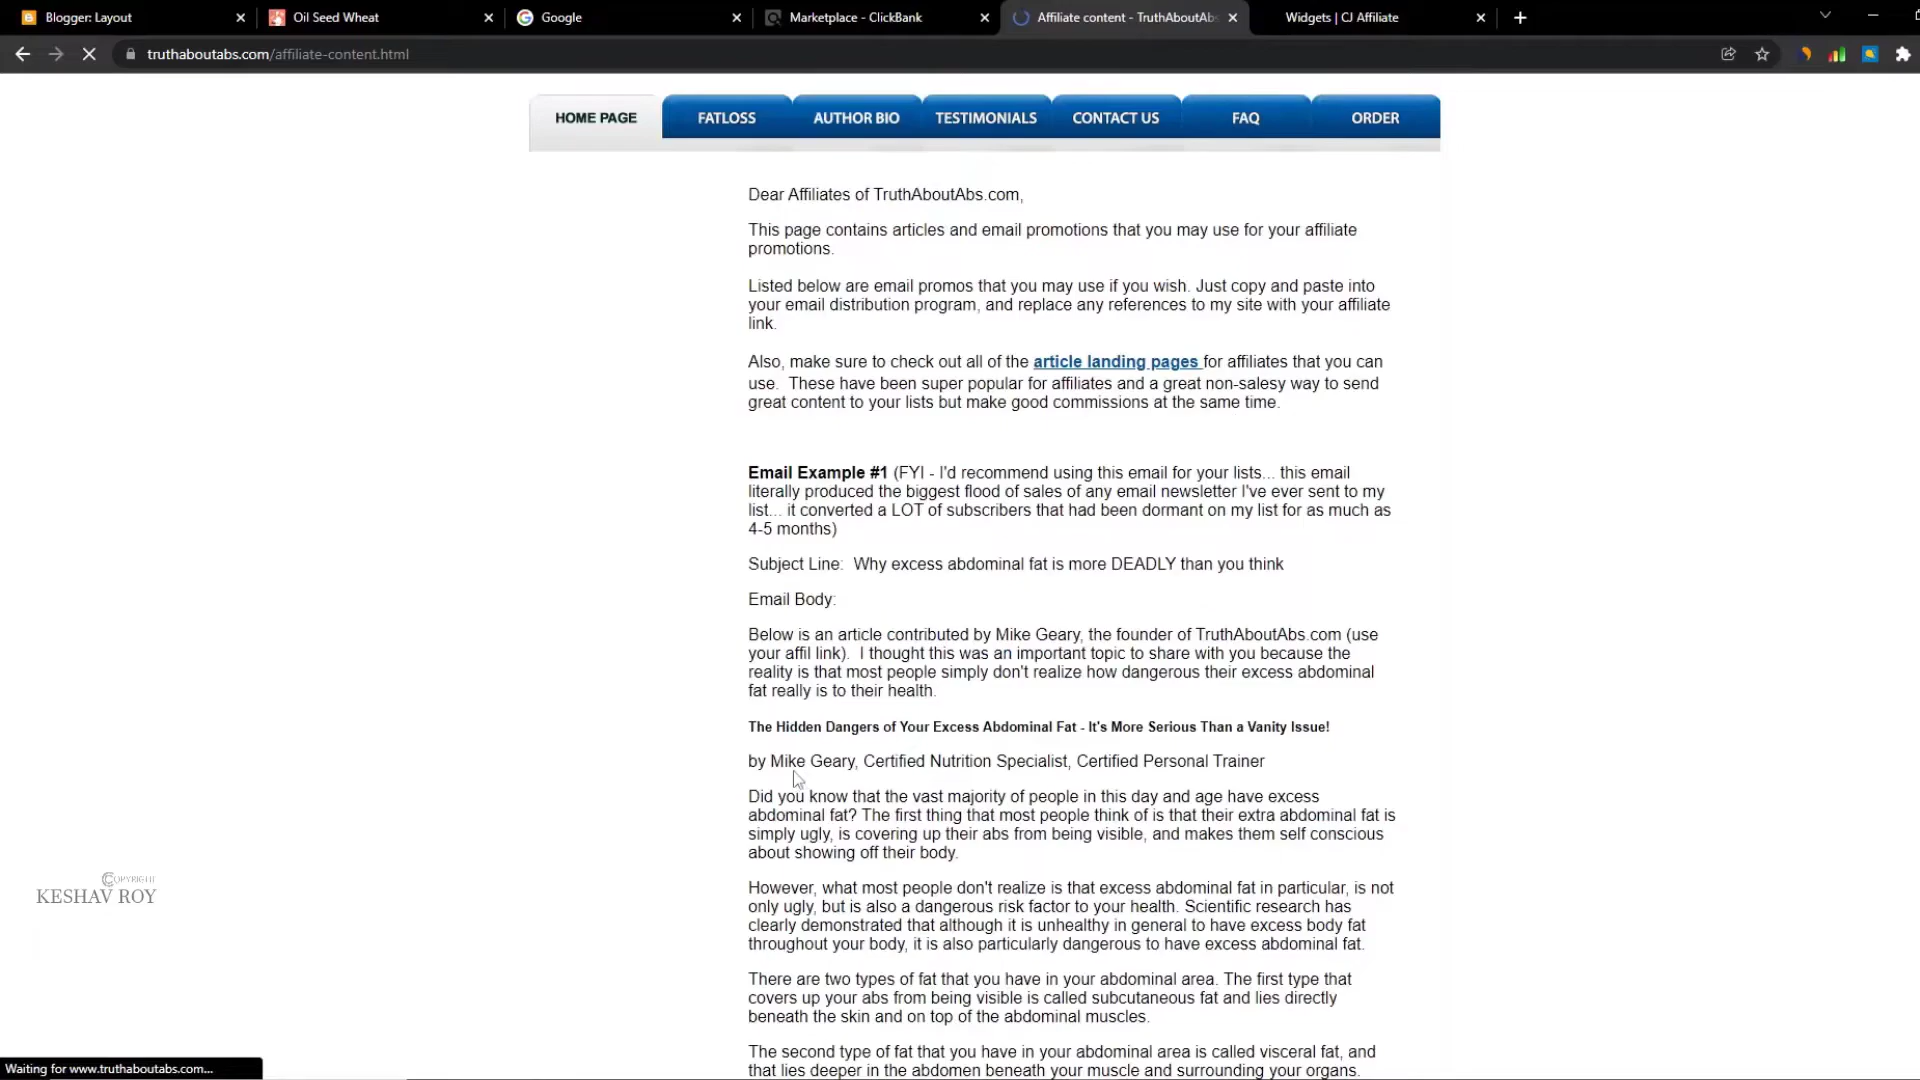 Blogger: Layout
Oil Seed Wheat
Google
Marketplace - ClickBank
Affiliate content - TruthAboutAb
Widgets | CJ Affiliate
truthaboutabs.com/affiliate-content.html
HOME PAGE
FATLOSS
AUTHOR BIO
TESTIMONIALS
CONTACT US
FAQ
ORDER
Dear Affiliates of TruthAboutAbs.com,
This page contains articles and email promotions that you may use for your affiliate
promotions.
Listed below are email promos that you may use if you wish. Just copy and paste into
your email distribution program, and replace any references to my site with your affiliate
link.
Also, make sure to check out all of the article landing pages for affiliates that you can
use.  These have been super popular for affiliates and a great non-salesy way to send
great content to your lists but make good commissions at the same time.
Email Example #1 (FYI - I'd recommend using this email for your lists... this email
literally produced the biggest flood of sales of any email newsletter I've ever sent to my
list... it converted a LOT of subscribers that had been dormant on my list for as much as
4-5 months)
Subject Line:  Why excess abdominal fat is more DEADLY than you think
Email Body:
Below is an article contributed by Mike Geary, the founder of TruthAboutAbs.com (use
your affil link).  I thought this was an important topic to share with you because the
reality is that most people simply don't realize how dangerous their excess abdominal
fat really is to their health.
The Hidden Dangers of Your Excess Abdominal Fat - It's More Serious Than a Vanity Issue!
by Mike Geary, Certified Nutrition Specialist, Certified Personal Trainer
Did you know that the vast majority of people in this day and age have excess
abdominal fat? The first thing that most people think of is that their extra abdominal fat is
simply ugly, is covering up their abs from being visible, and makes them self conscious
about showing off their body.
However, what most people don't realize is that excess abdominal fat in particular, is not
only ugly, but is also a dangerous risk factor to your health. Scientific research has
clearly demonstrated that although it is unhealthy in general to have excess body fat
throughout your body, it is also particularly dangerous to have excess abdominal fat.
There are two types of fat that you have in your abdominal area. The first type that
covers up your abs from being visible is called subcutaneous fat and lies directly
beneath the skin and on top of the abdominal muscles.
The second type of fat that you have in your abdominal area is called visceral fat, and
that lies deeper in the abdomen beneath your muscle and surrounding your organs.
© COPYRIGHT
KESHAV ROY
Waiting for www.truthaboutabs.com...